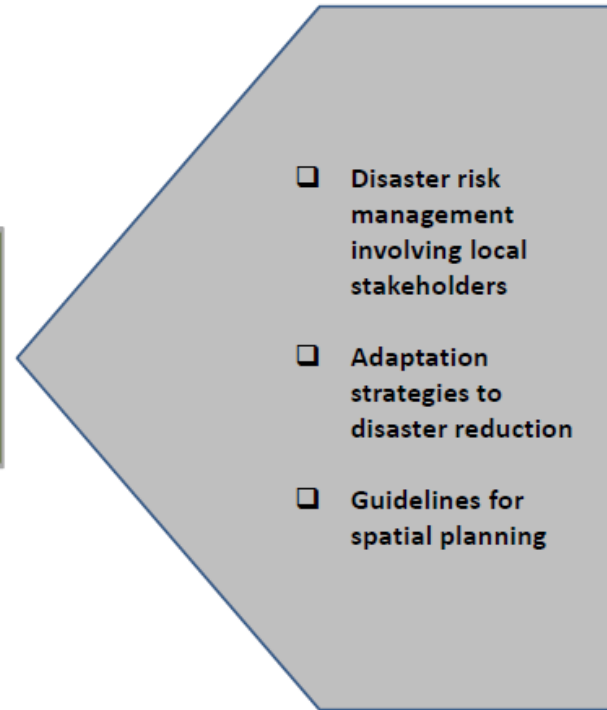 ❑ Disaster risk
management
involving local
stakeholders
❑ Adaptation
strategies to
disaster reduction
❑ Guidelines for
spatial planning